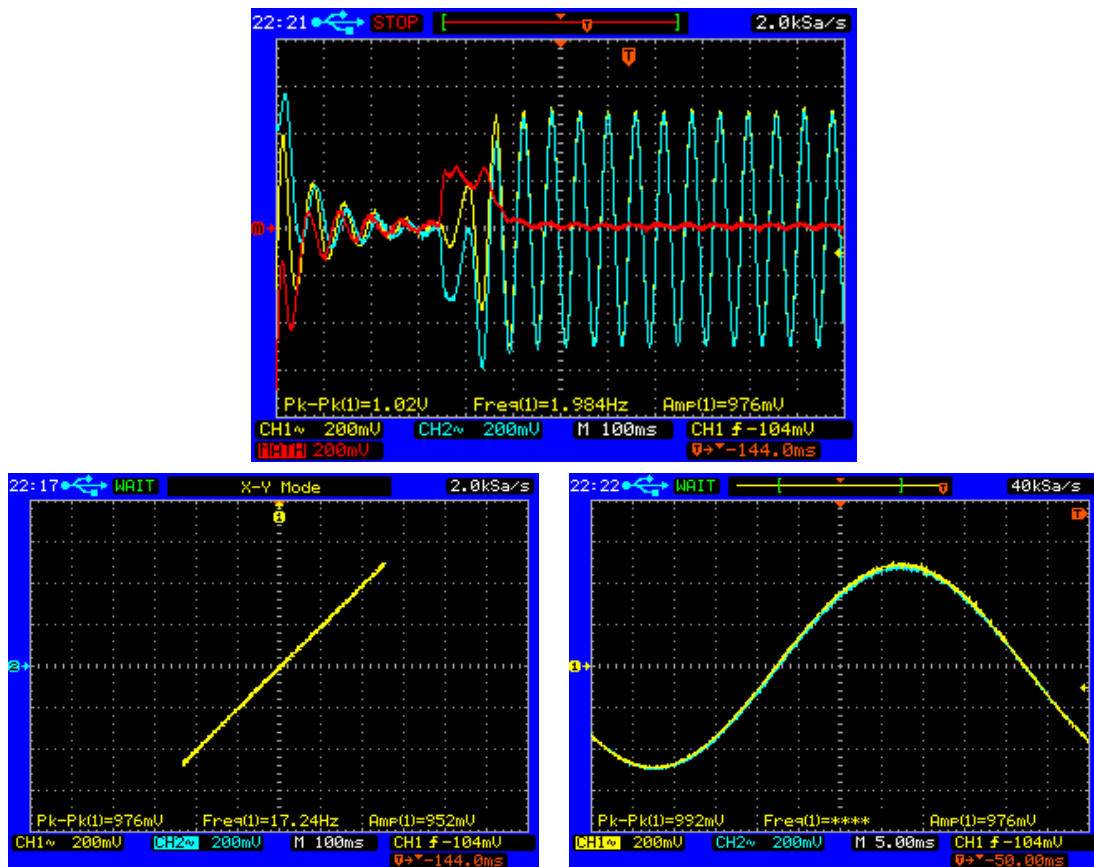 22:21 STOP T 2.0kSa/s
T
m
Pk-Pk(1)=1.02V Freq(1)=1.984Hz Amp(1)=976mV
CH1~ 200mV CH2~ 200mV M 100ms CH1 -104mV
MATH 200mV T→-144.0ms
22:17 WAIT X-Y Mode 2.0kSa/s
1
2
Pk-Pk(1)=976mV Freq(1)=17.24Hz Amp(1)=952mV
CH1~ 200mV CH2~ 200mV M 100ms CH1 -104mV
T→-144.0ms
22:22 WAIT T 40kSa/s
T
1
Pk-Pk(1)=992mV Freq(1)=**** Amp(1)=976mV
CH1~ 200mV CH2~ 200mV M 5.00ms CH1 -104mV
T→-50.00ms